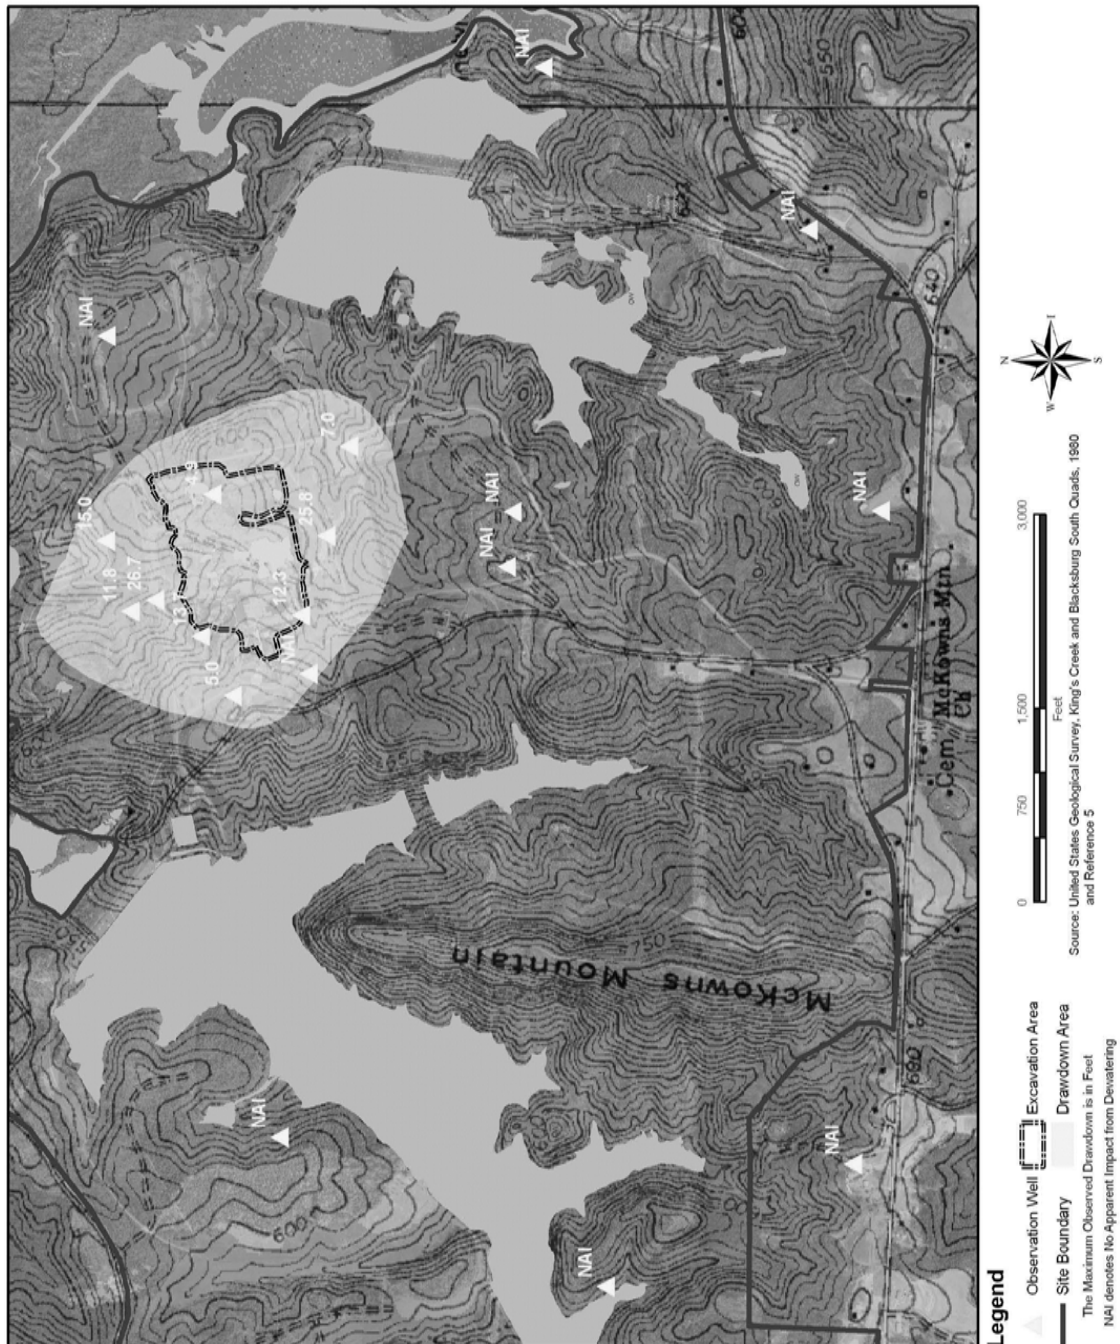 NAI
NAI
NAI
7.0
15.0
25.8
NAI
NAI
NAI
11.8
26.7
12.3
5.0
NAI
NAI
NAI
McKowns Mountain
McKowns Mtn
Ch
Cem
600
550
640
650
750
680
600
Legend
Observation Well
Excavation Area
Site Boundary
Drawdown Area
The Maximum Observed Drawdown is in Feet
NAI denotes No Apparent Impact from Dewatering
0 750 1,500 3,000
Feet
Source: United States Geological Survey, King's Creek and Blacksburg South Quads, 1980
and Reference 5
N
W
S